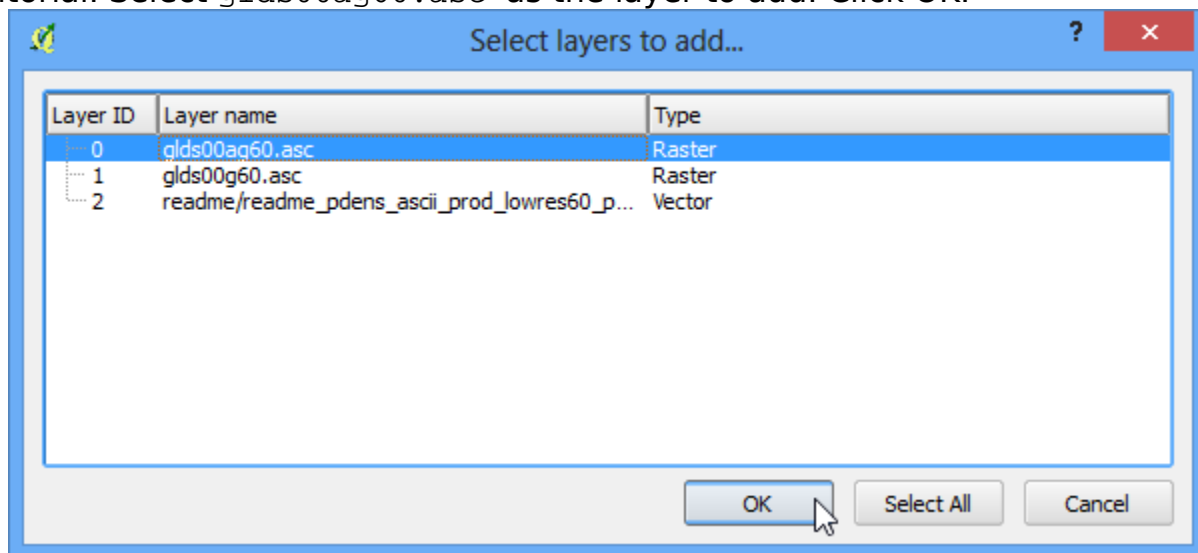 Select layers to add...
?
Layer ID Layer name Type
0 glds00ag60.asc Raster
1 glds00g60.asc Raster
2 readme/readme_pdens_ascii_prod_lowres60_p... Vector
OK Select All Cancel